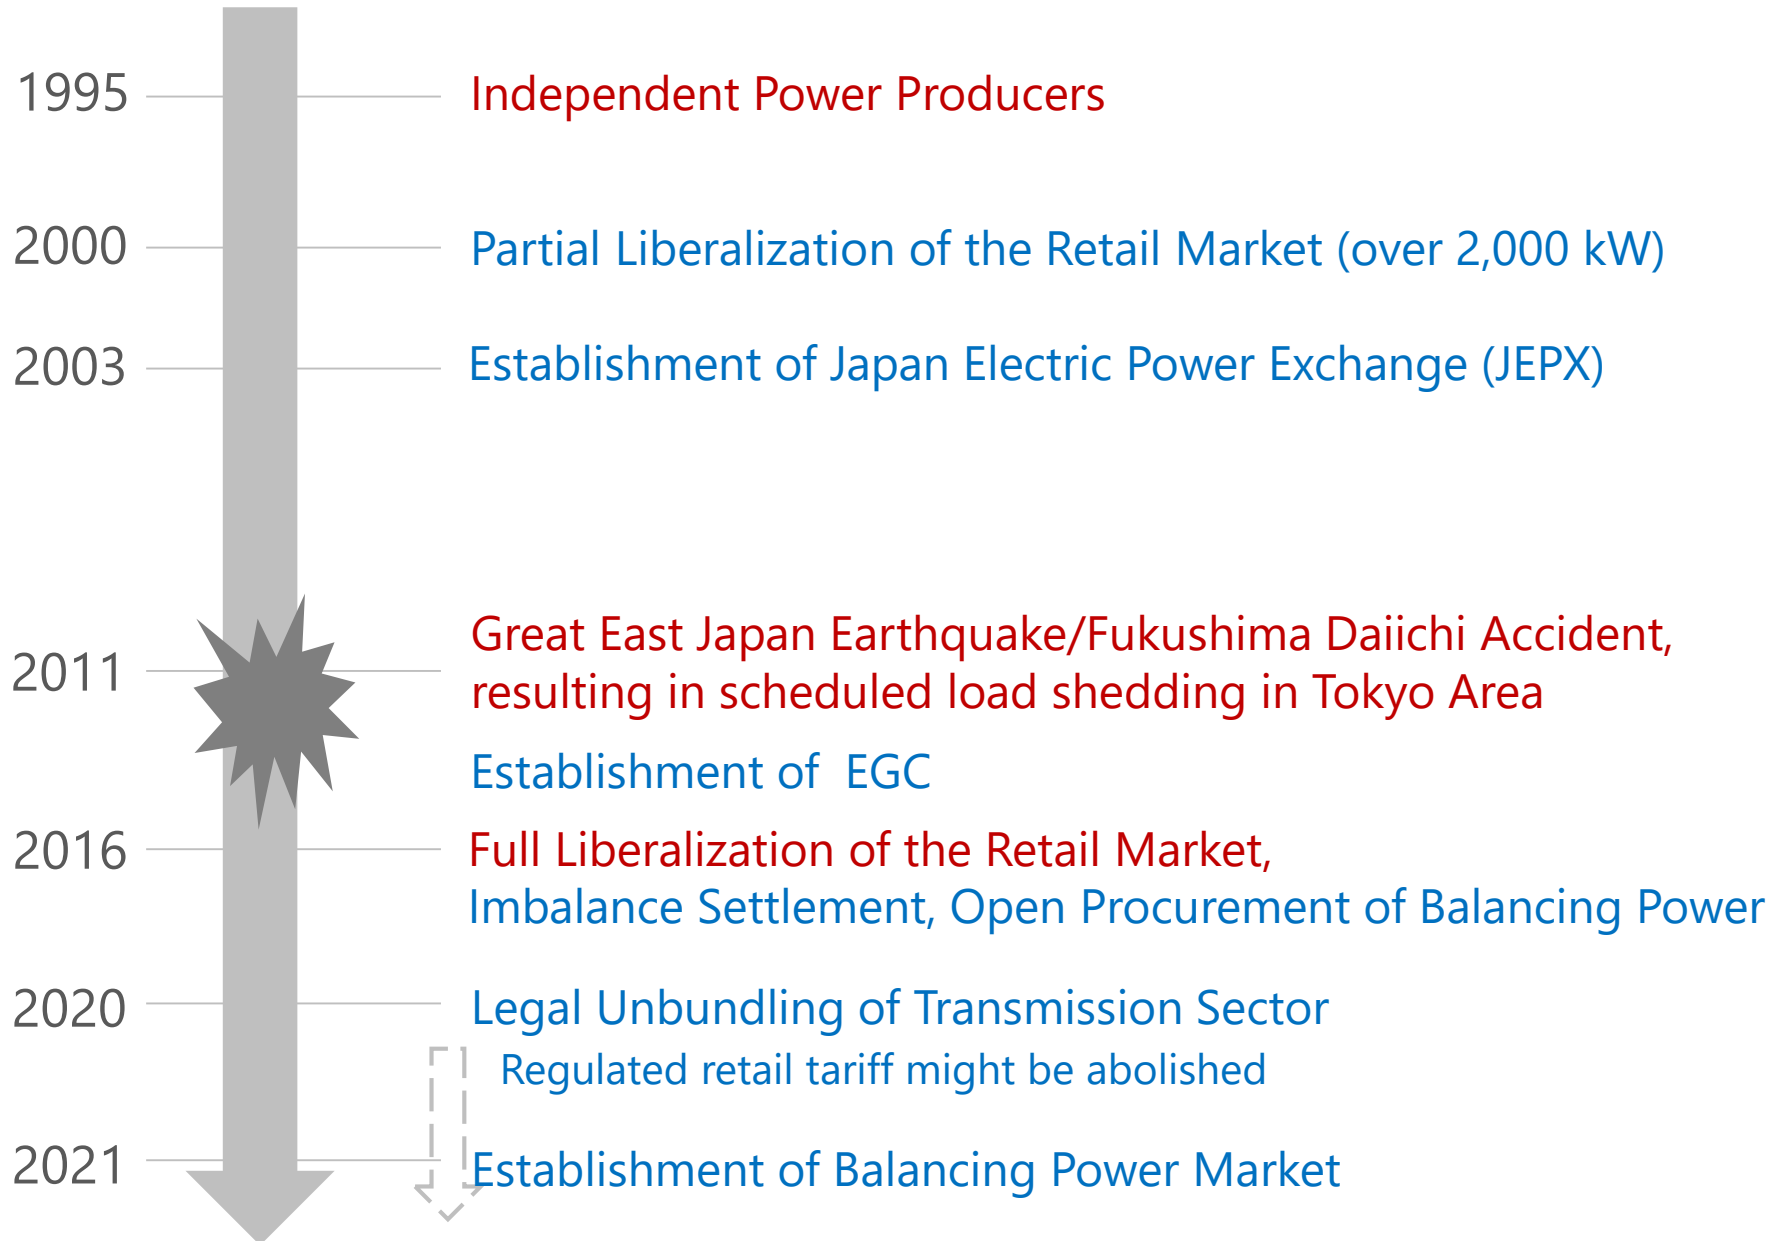 1995 Independent Power Producers
2000 Partial Liberalization of the Retail Market (over 2,000 kW)
2003 Establishment of Japan Electric Power Exchange (JEPX)
2011 Great East Japan Earthquake/Fukushima Daiichi Accident,
resulting in scheduled load shedding in Tokyo Area
Establishment of EGC
2016 Full Liberalization of the Retail Market,
Imbalance Settlement, Open Procurement of Balancing Power
2020 Legal Unbundling of Transmission Sector
Regulated retail tariff might be abolished
2021 Establishment of Balancing Power Market